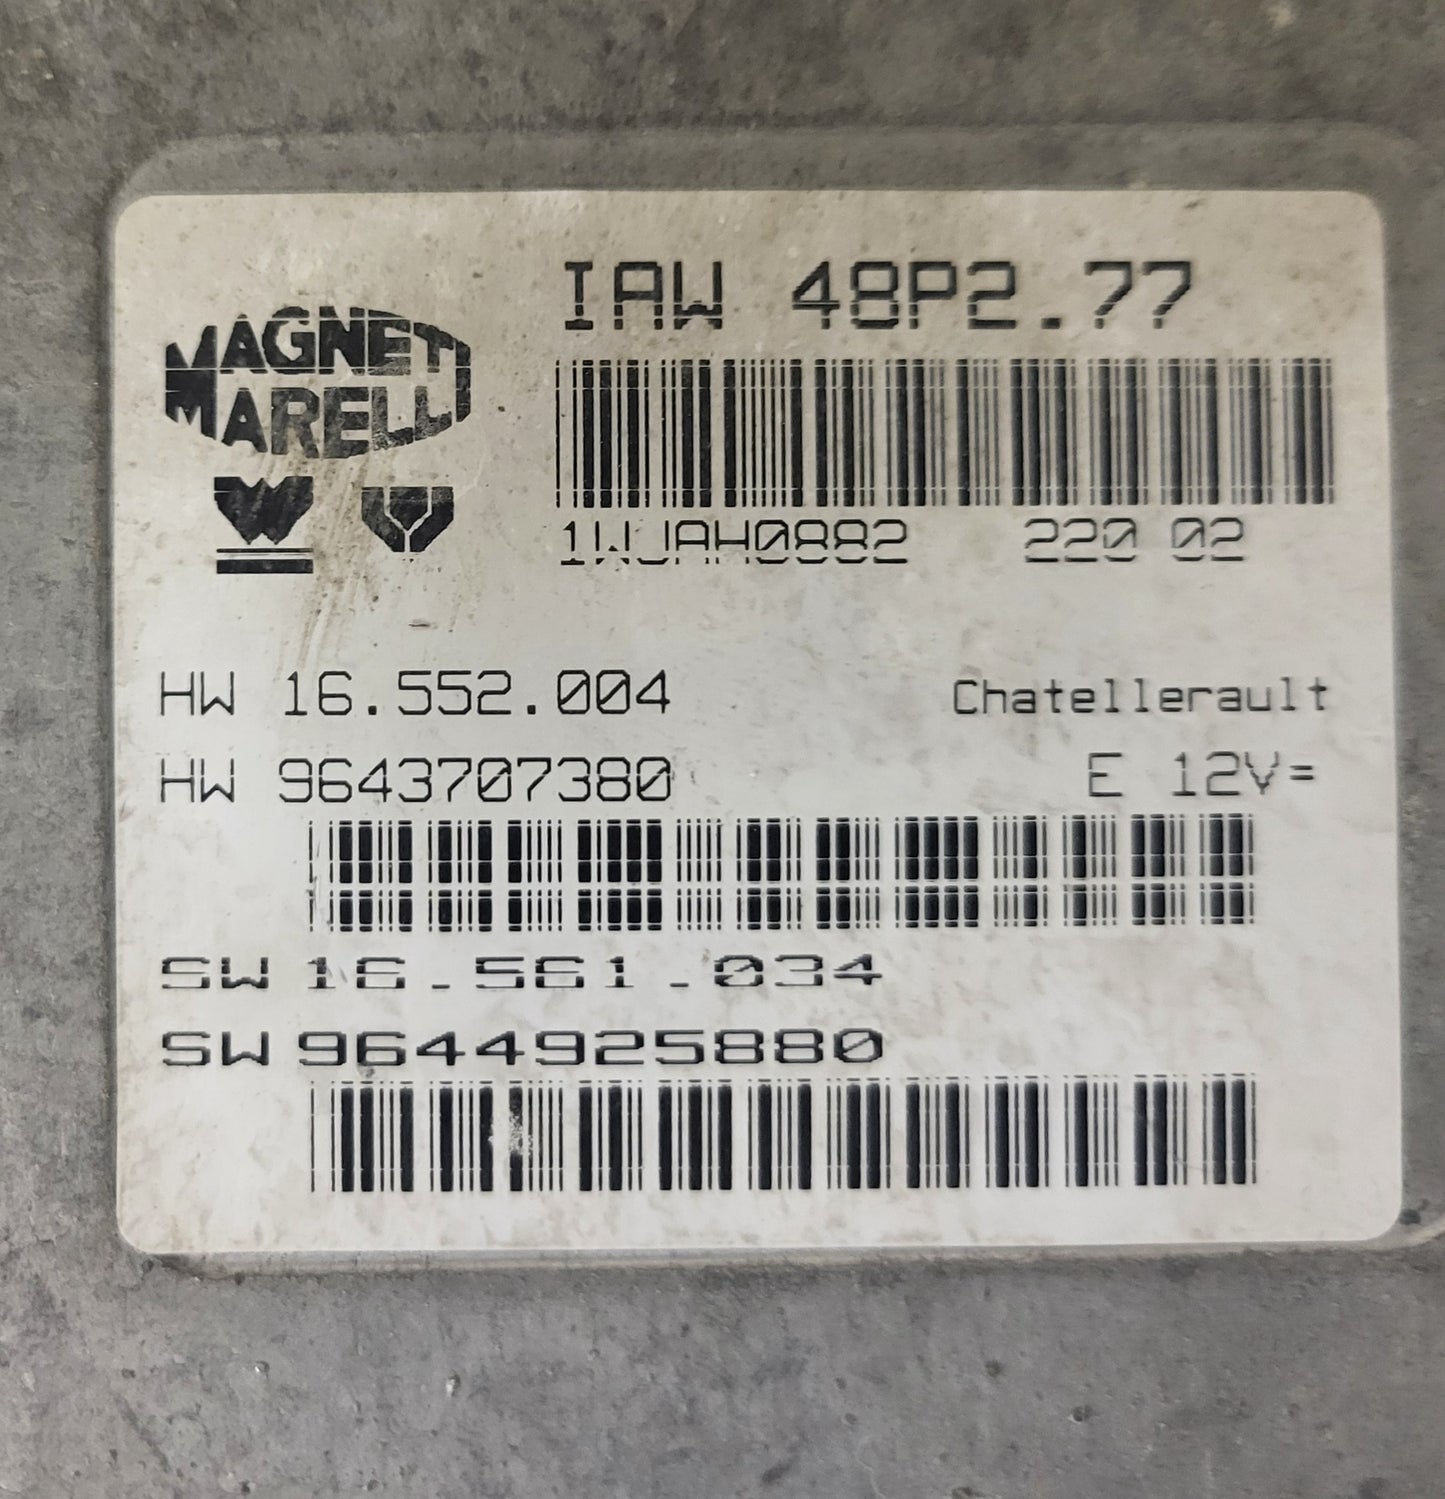 MAGNETI
MARELLI
IAW 48P2.77
1WJAH0882 220 02
HW 16.552.004 Chatellerault
HW 9643707380 E 12V=
SW 16.561.034
SW 9644925880